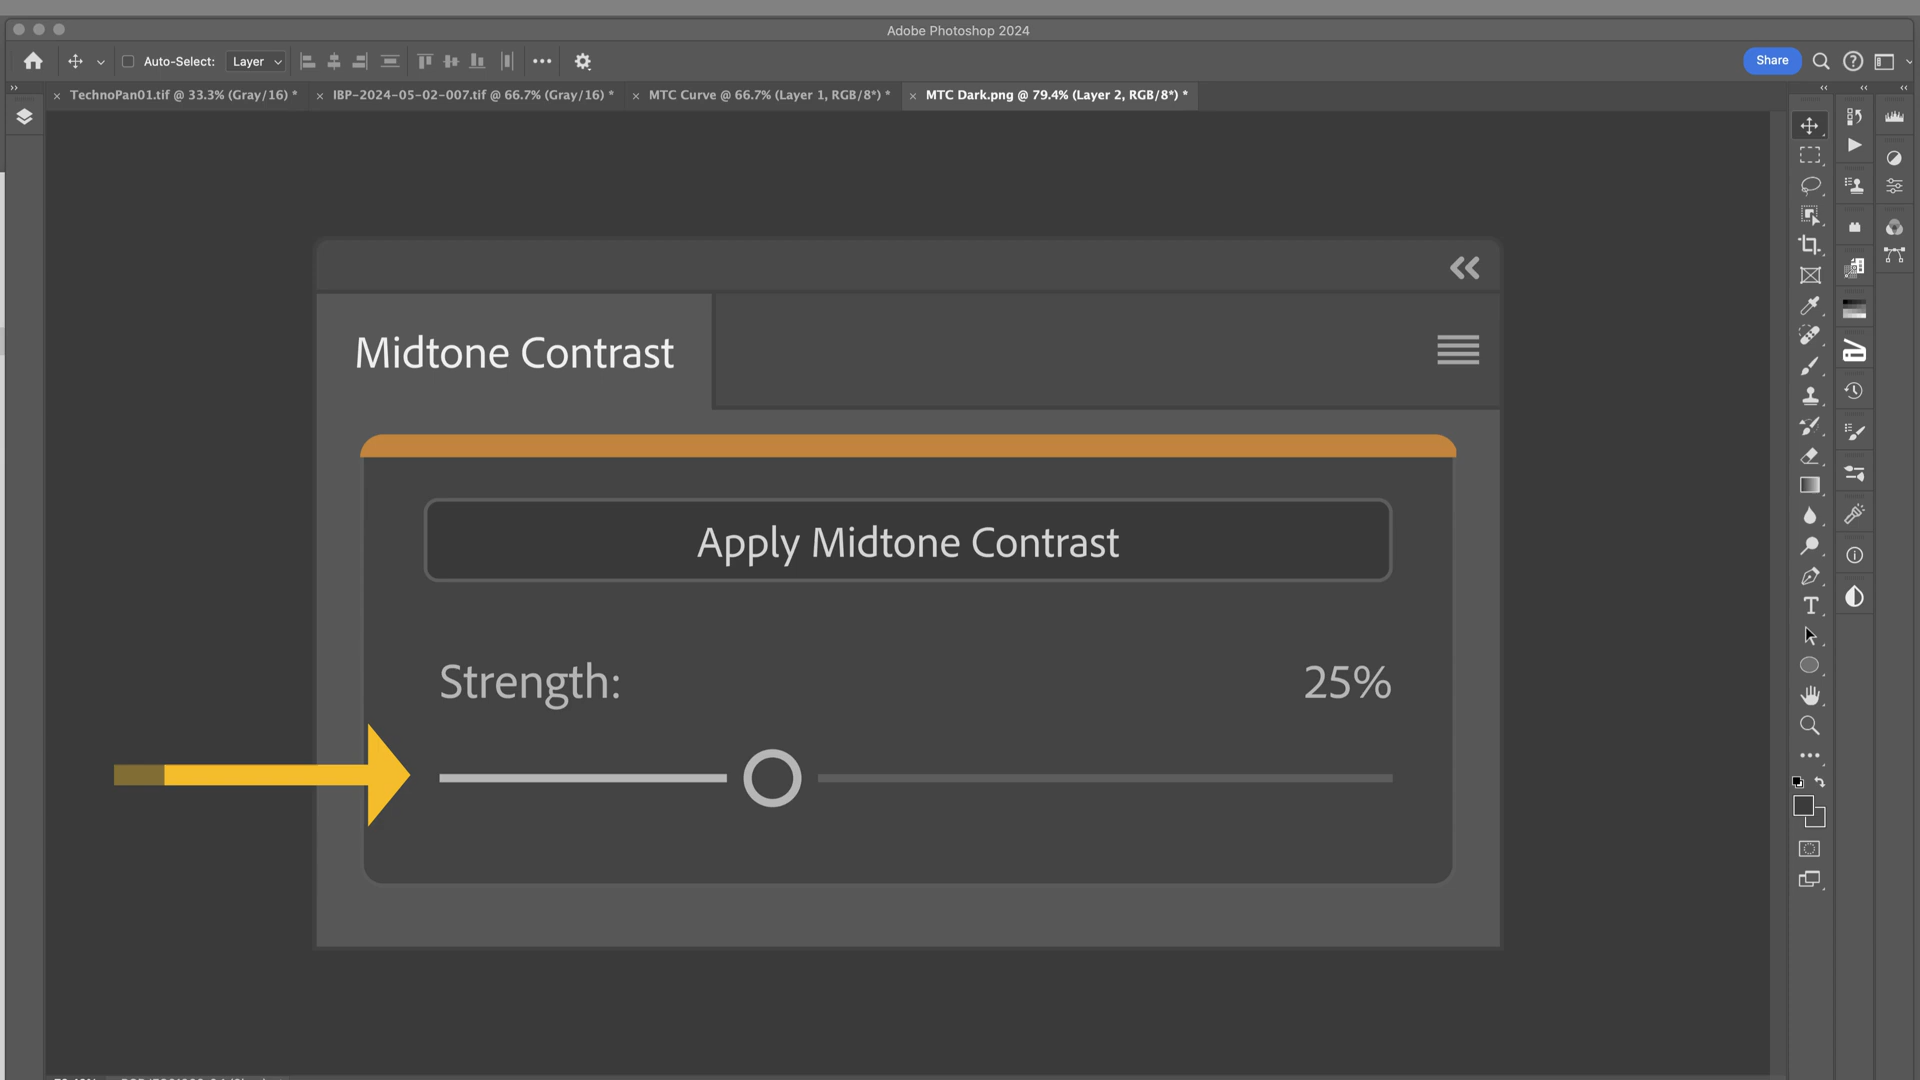 Adobe Photoshop 2024
Auto-Select: Layer
Share
TechnoPan01.tif @ 33.3% (Gray/16) *
IBP-2024-05-02-007.tif @ 66.7% (Gray/16) *
MTC Curve @ 66.7% (Layer 1, RGB/8*) *
MTC Dark.png @ 79.4% (Layer 2, RGB/8*) *
Midtone Contrast
Apply Midtone Contrast
Strength: 25%